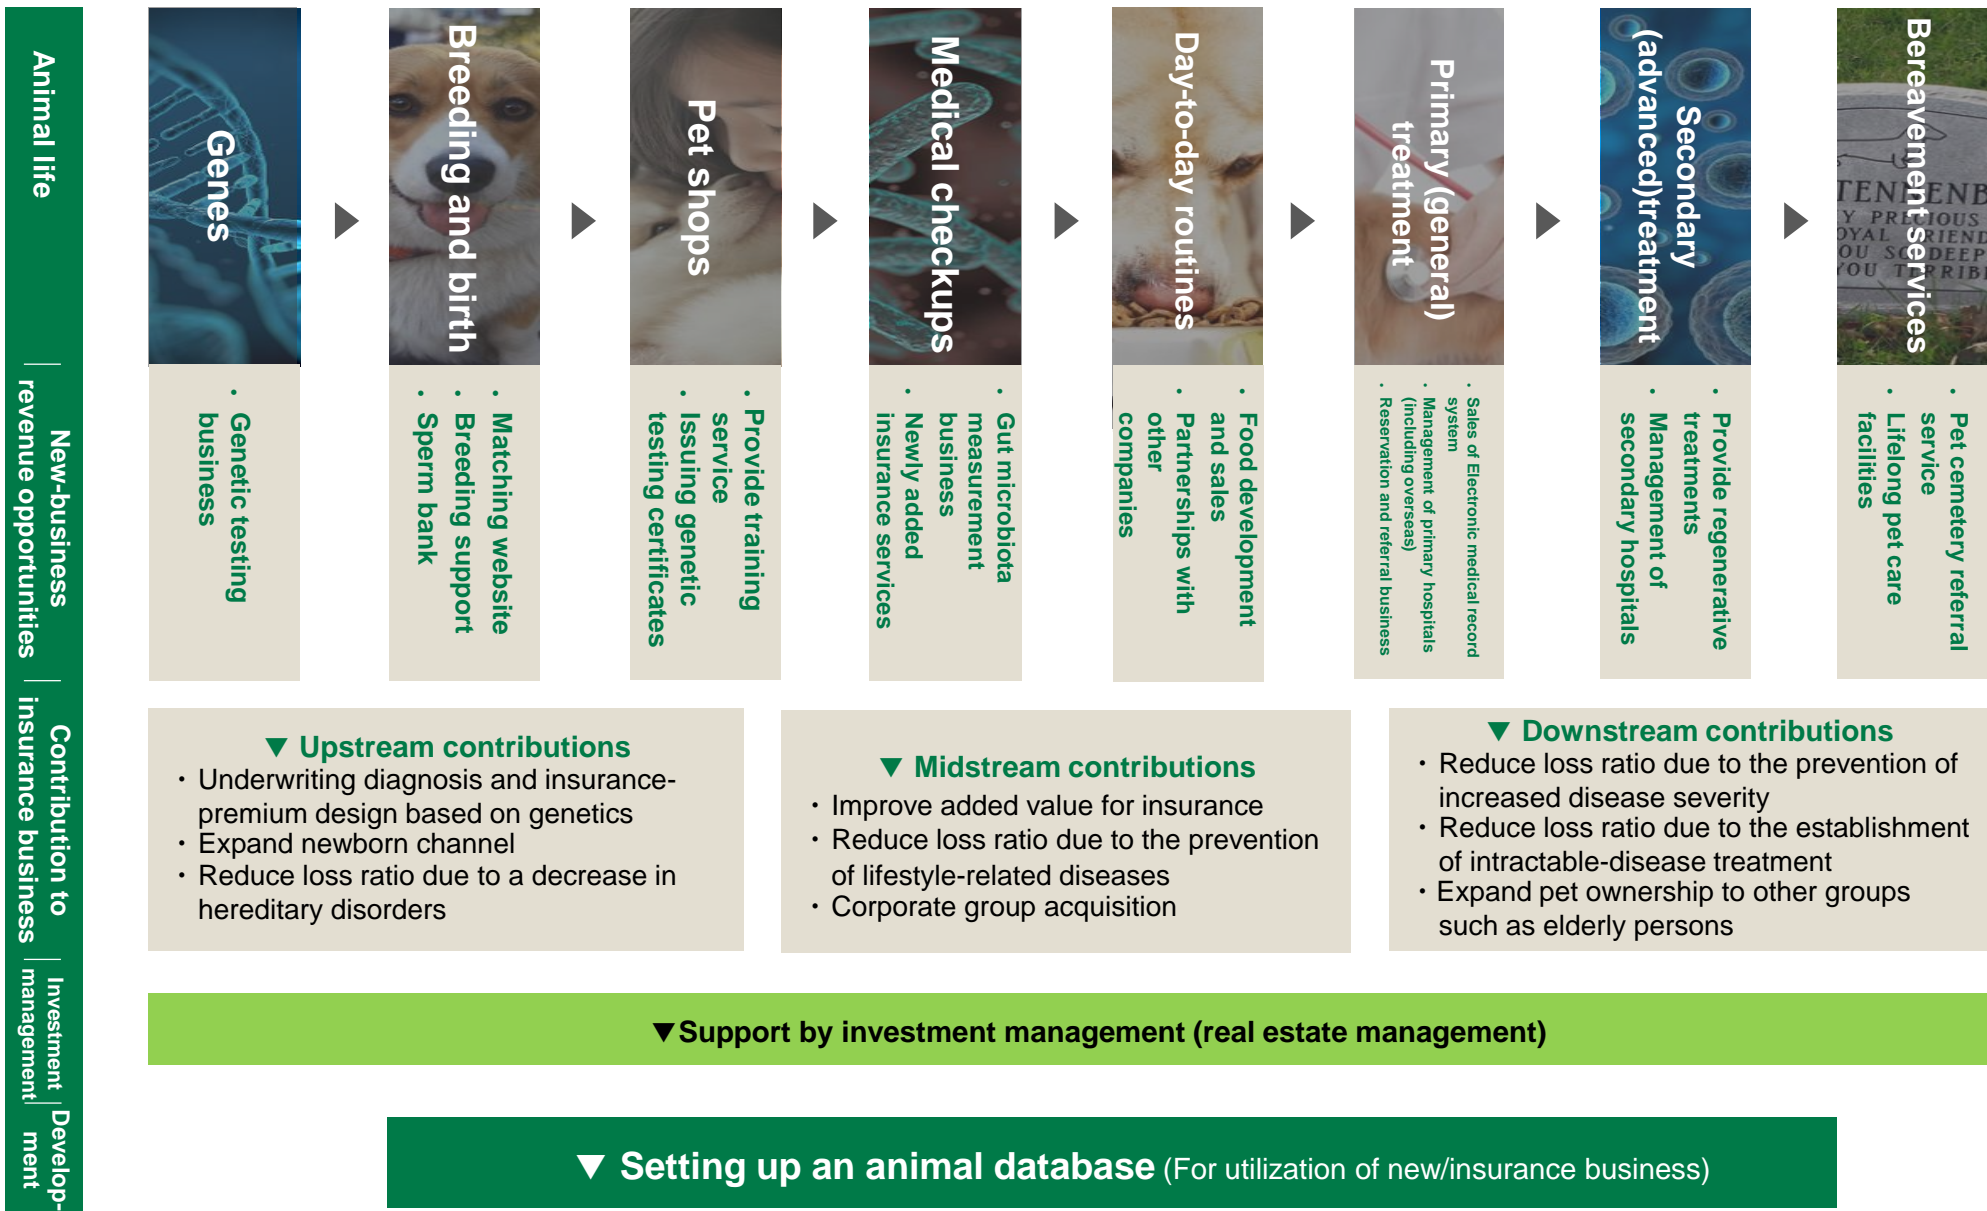 Animal life
Genes
Breeding and birth
Pet shops
Medical checkups
Day-to-day routines
Primary (general)
treatment
Secondary
(advanced)treatment
Bereavement services
New-business
revenue opportunities
・Genetic testing
business
・Matching website
・Breeding support
・Sperm bank
・Provide training
service
・Issuing genetic
testing certificates
・Gut microbiota
measurement
business
・Newly added
insurance services
・Food development
and sales
・Partnerships with
other
companies
・Sales of Electronic medical record
system
・Management of primary hospitals
(including overseas)
・Reservation and referral business
・Provide regenerative
treatments
・Management of
secondary hospitals
・Pet cemetery referral
service
・Lifelong pet care
facilities
Contribution to
insurance business
▼ Upstream contributions
・Underwriting diagnosis and insurance-
premium design based on genetics
・Expand newborn channel
・Reduce loss ratio due to a decrease in
hereditary disorders
▼ Midstream contributions
・Improve added value for insurance
・Reduce loss ratio due to the prevention
of lifestyle-related diseases
・Corporate group acquisition
▼ Downstream contributions
・Reduce loss ratio due to the prevention of
increased disease severity
・Reduce loss ratio due to the establishment
of intractable-disease treatment
・Expand pet ownership to other groups
such as elderly persons
Investment
management
▼Support by investment management (real estate management)
Develop-
ment
▼ Setting up an animal database (For utilization of new/insurance business)